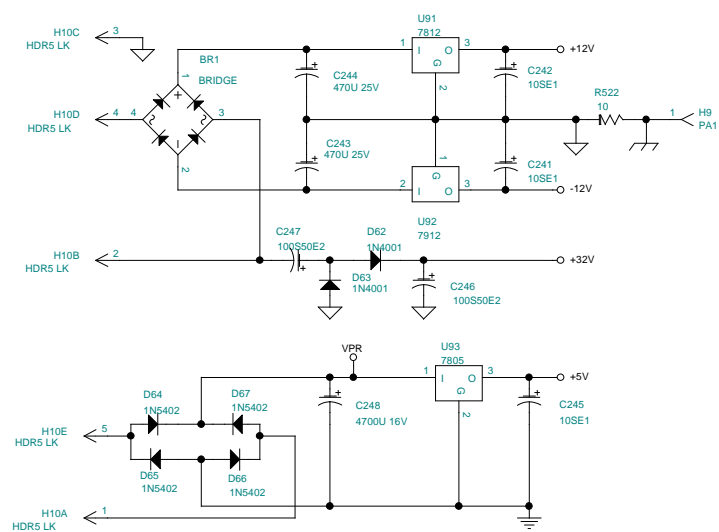 H10C
HDR5 LK
3
BR1
BRIDGE
1
+
4
4
3
H10D
HDR5 LK
-
2
C244
470U 25V
C243
470U 25V
U91
7812
1
I
O
3
G
2
C242
10SE1
+12V
R522
10
1
H9
PA1
1
G
2
I
O
3
U92
7912
C241
10SE1
-12V
H10B
HDR5 LK
2
C247
100S50E2
D62
1N4001
D63
1N4001
C246
100S50E2
+32V
VPR
U93
7805
1
I
O
3
G
2
+5V
D64
1N5402
D67
1N5402
C248
4700U 16V
C245
10SE1
H10E
HDR5 LK
5
D65
1N5402
D66
1N5402
H10A
HDR5 LK
1